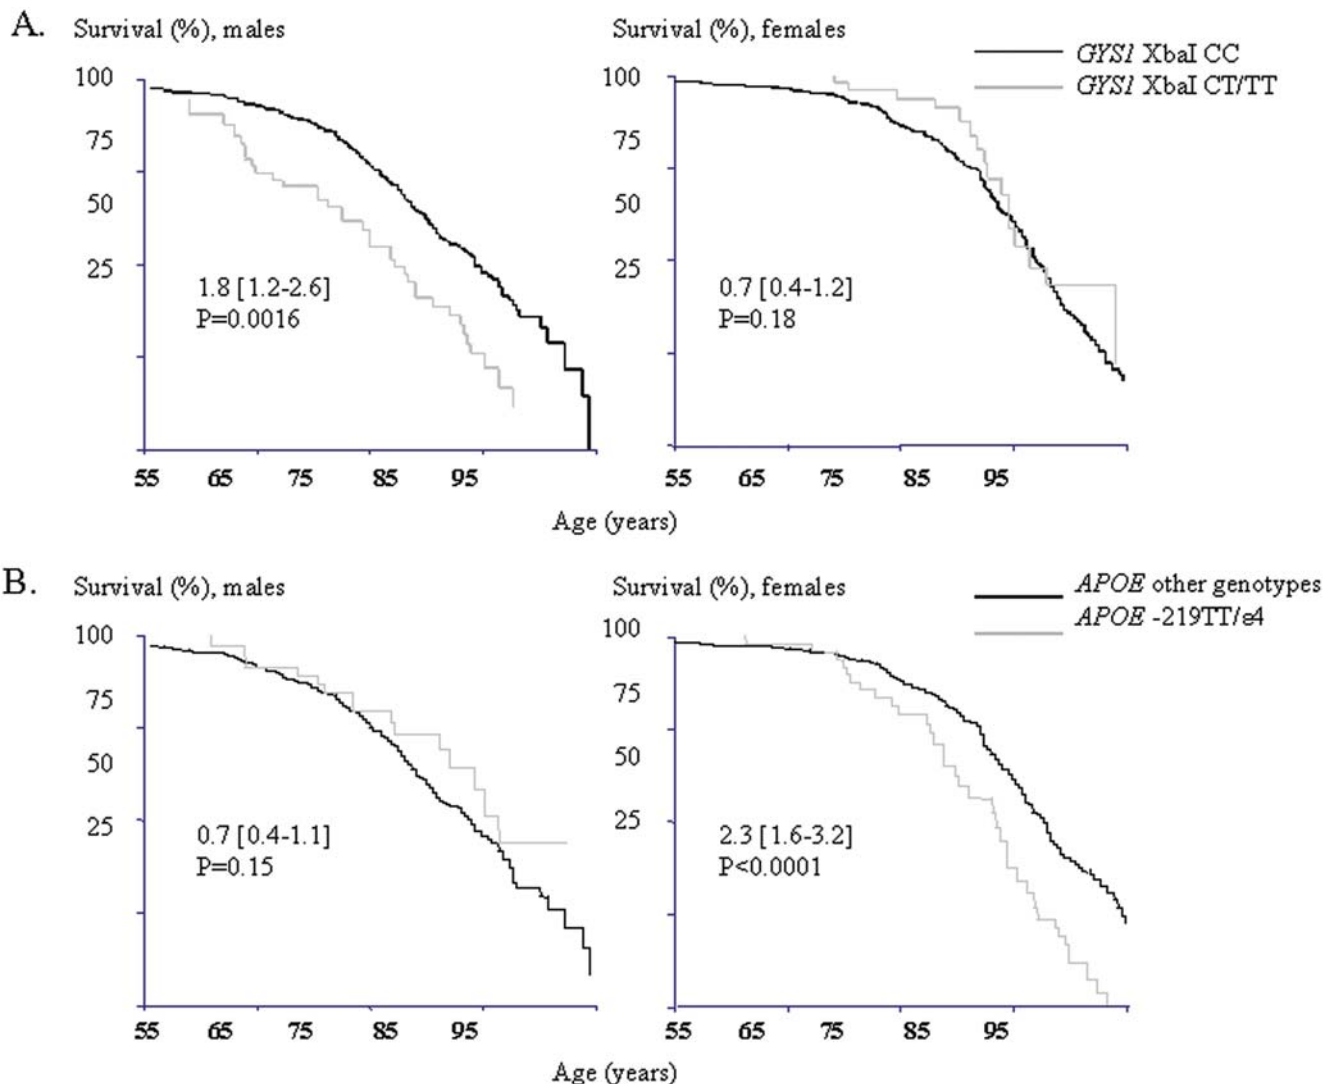 A. Survival (%), males Survival (%), females
GYS1 XbaI CC
GYS1 XbaI CT/TT
100 100
75 75
50 50
25 25
1.8 [1.2-2.6] 0.7 [0.4-1.2]
P=0.0016 P=0.18
55 65 75 85 95 55 65 75 85 95
Age (years)
B. Survival (%), males Survival (%), females
APOE other genotypes
APOE -219TT/e4
100 100
75 75
50 50
25 25
0.7 [0.4-1.1] 2.3 [1.6-3.2]
P=0.15 P<0.0001
55 65 75 85 95 55 65 75 85 95
Age (years)